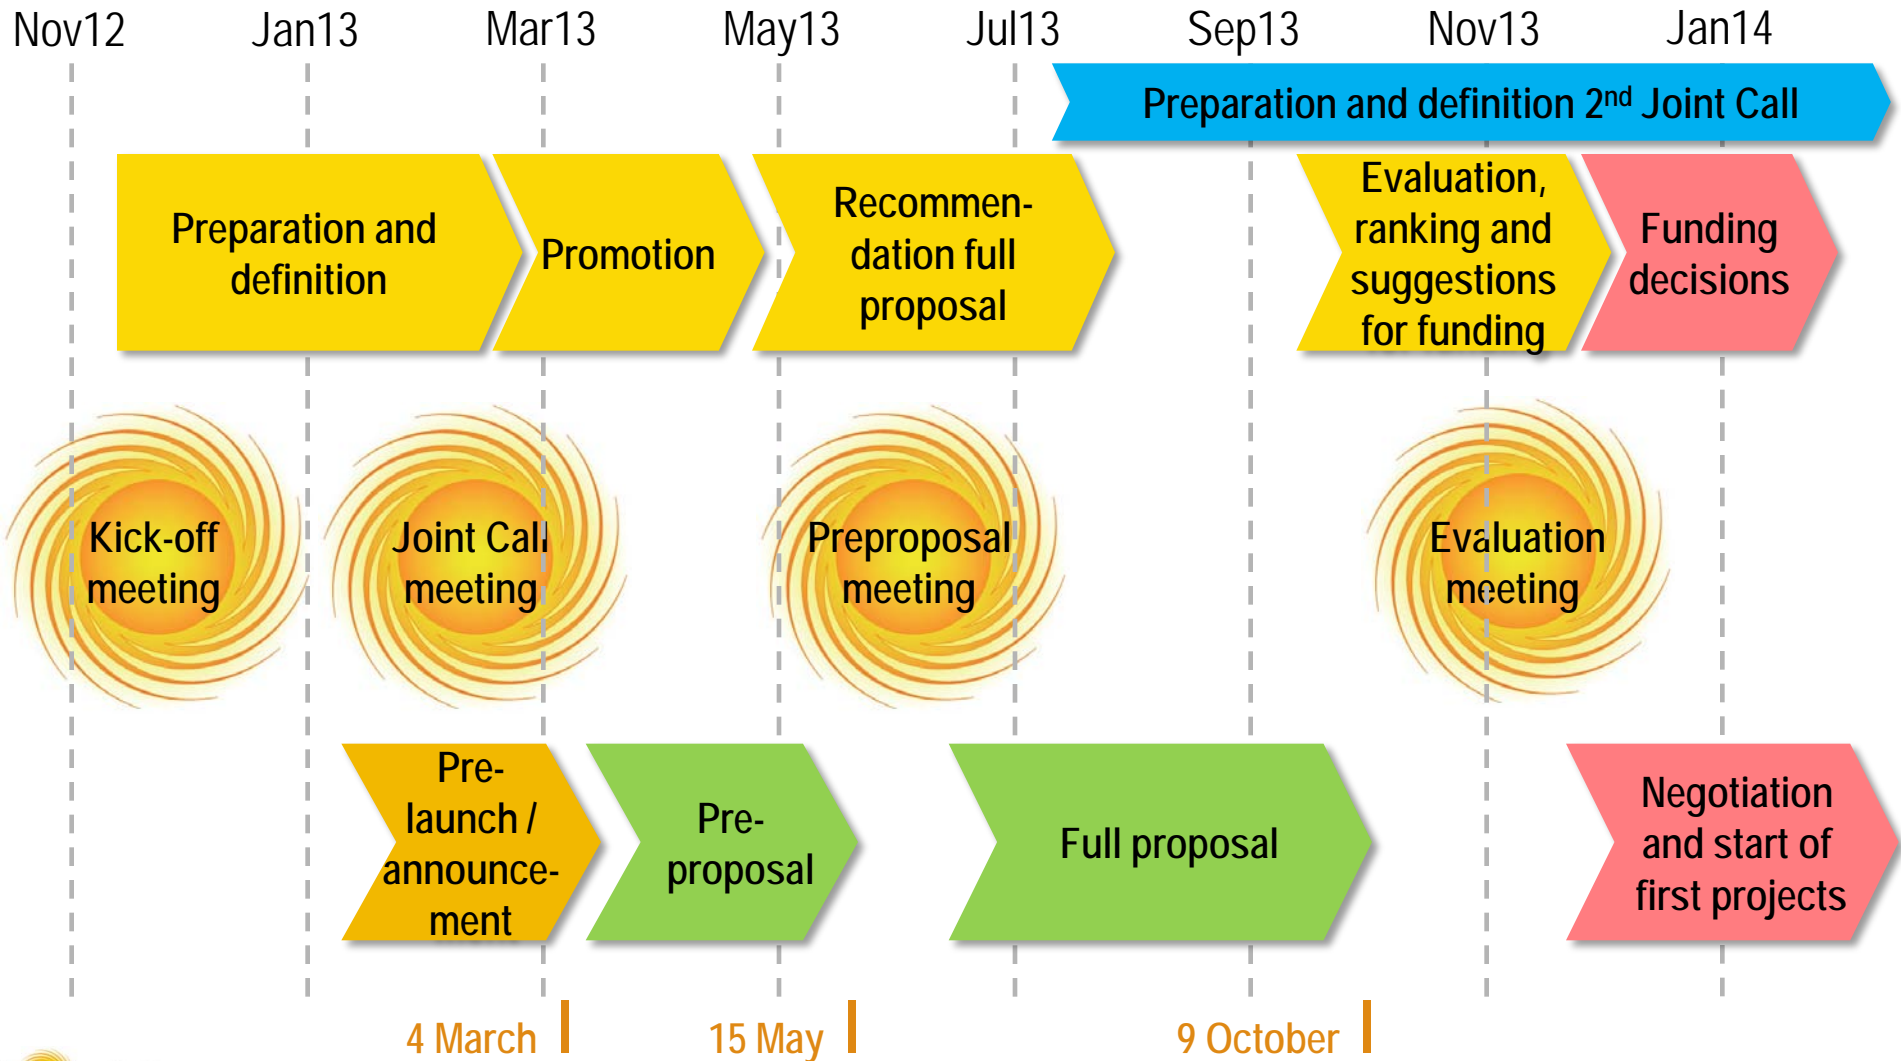 Nov12 Jan13 Mar13 May13 Jul13 Sep13 Nov13 Jan14
Preparation and definition 2nd Joint Call
Preparation and
definition
Promotion
Recommen-
dation full
proposal
Evaluation,
ranking and
suggestions
for funding
Funding
decisions
Kick-off
meeting
Joint Call
meeting
Preproposal
meeting
Evaluation
meeting
Pre-
launch /
announce-
ment
Pre-
proposal
Full proposal
Negotiation
and start of
first projects
4 March
15 May
9 October